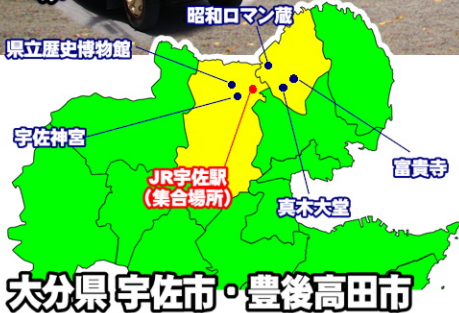 昭和ロマン蔵
県立歴史博物館
宇佐神宮
富貴寺
JR宇佐駅
(集合場所)
真木大堂
大分県 宇佐市・豊後高田市